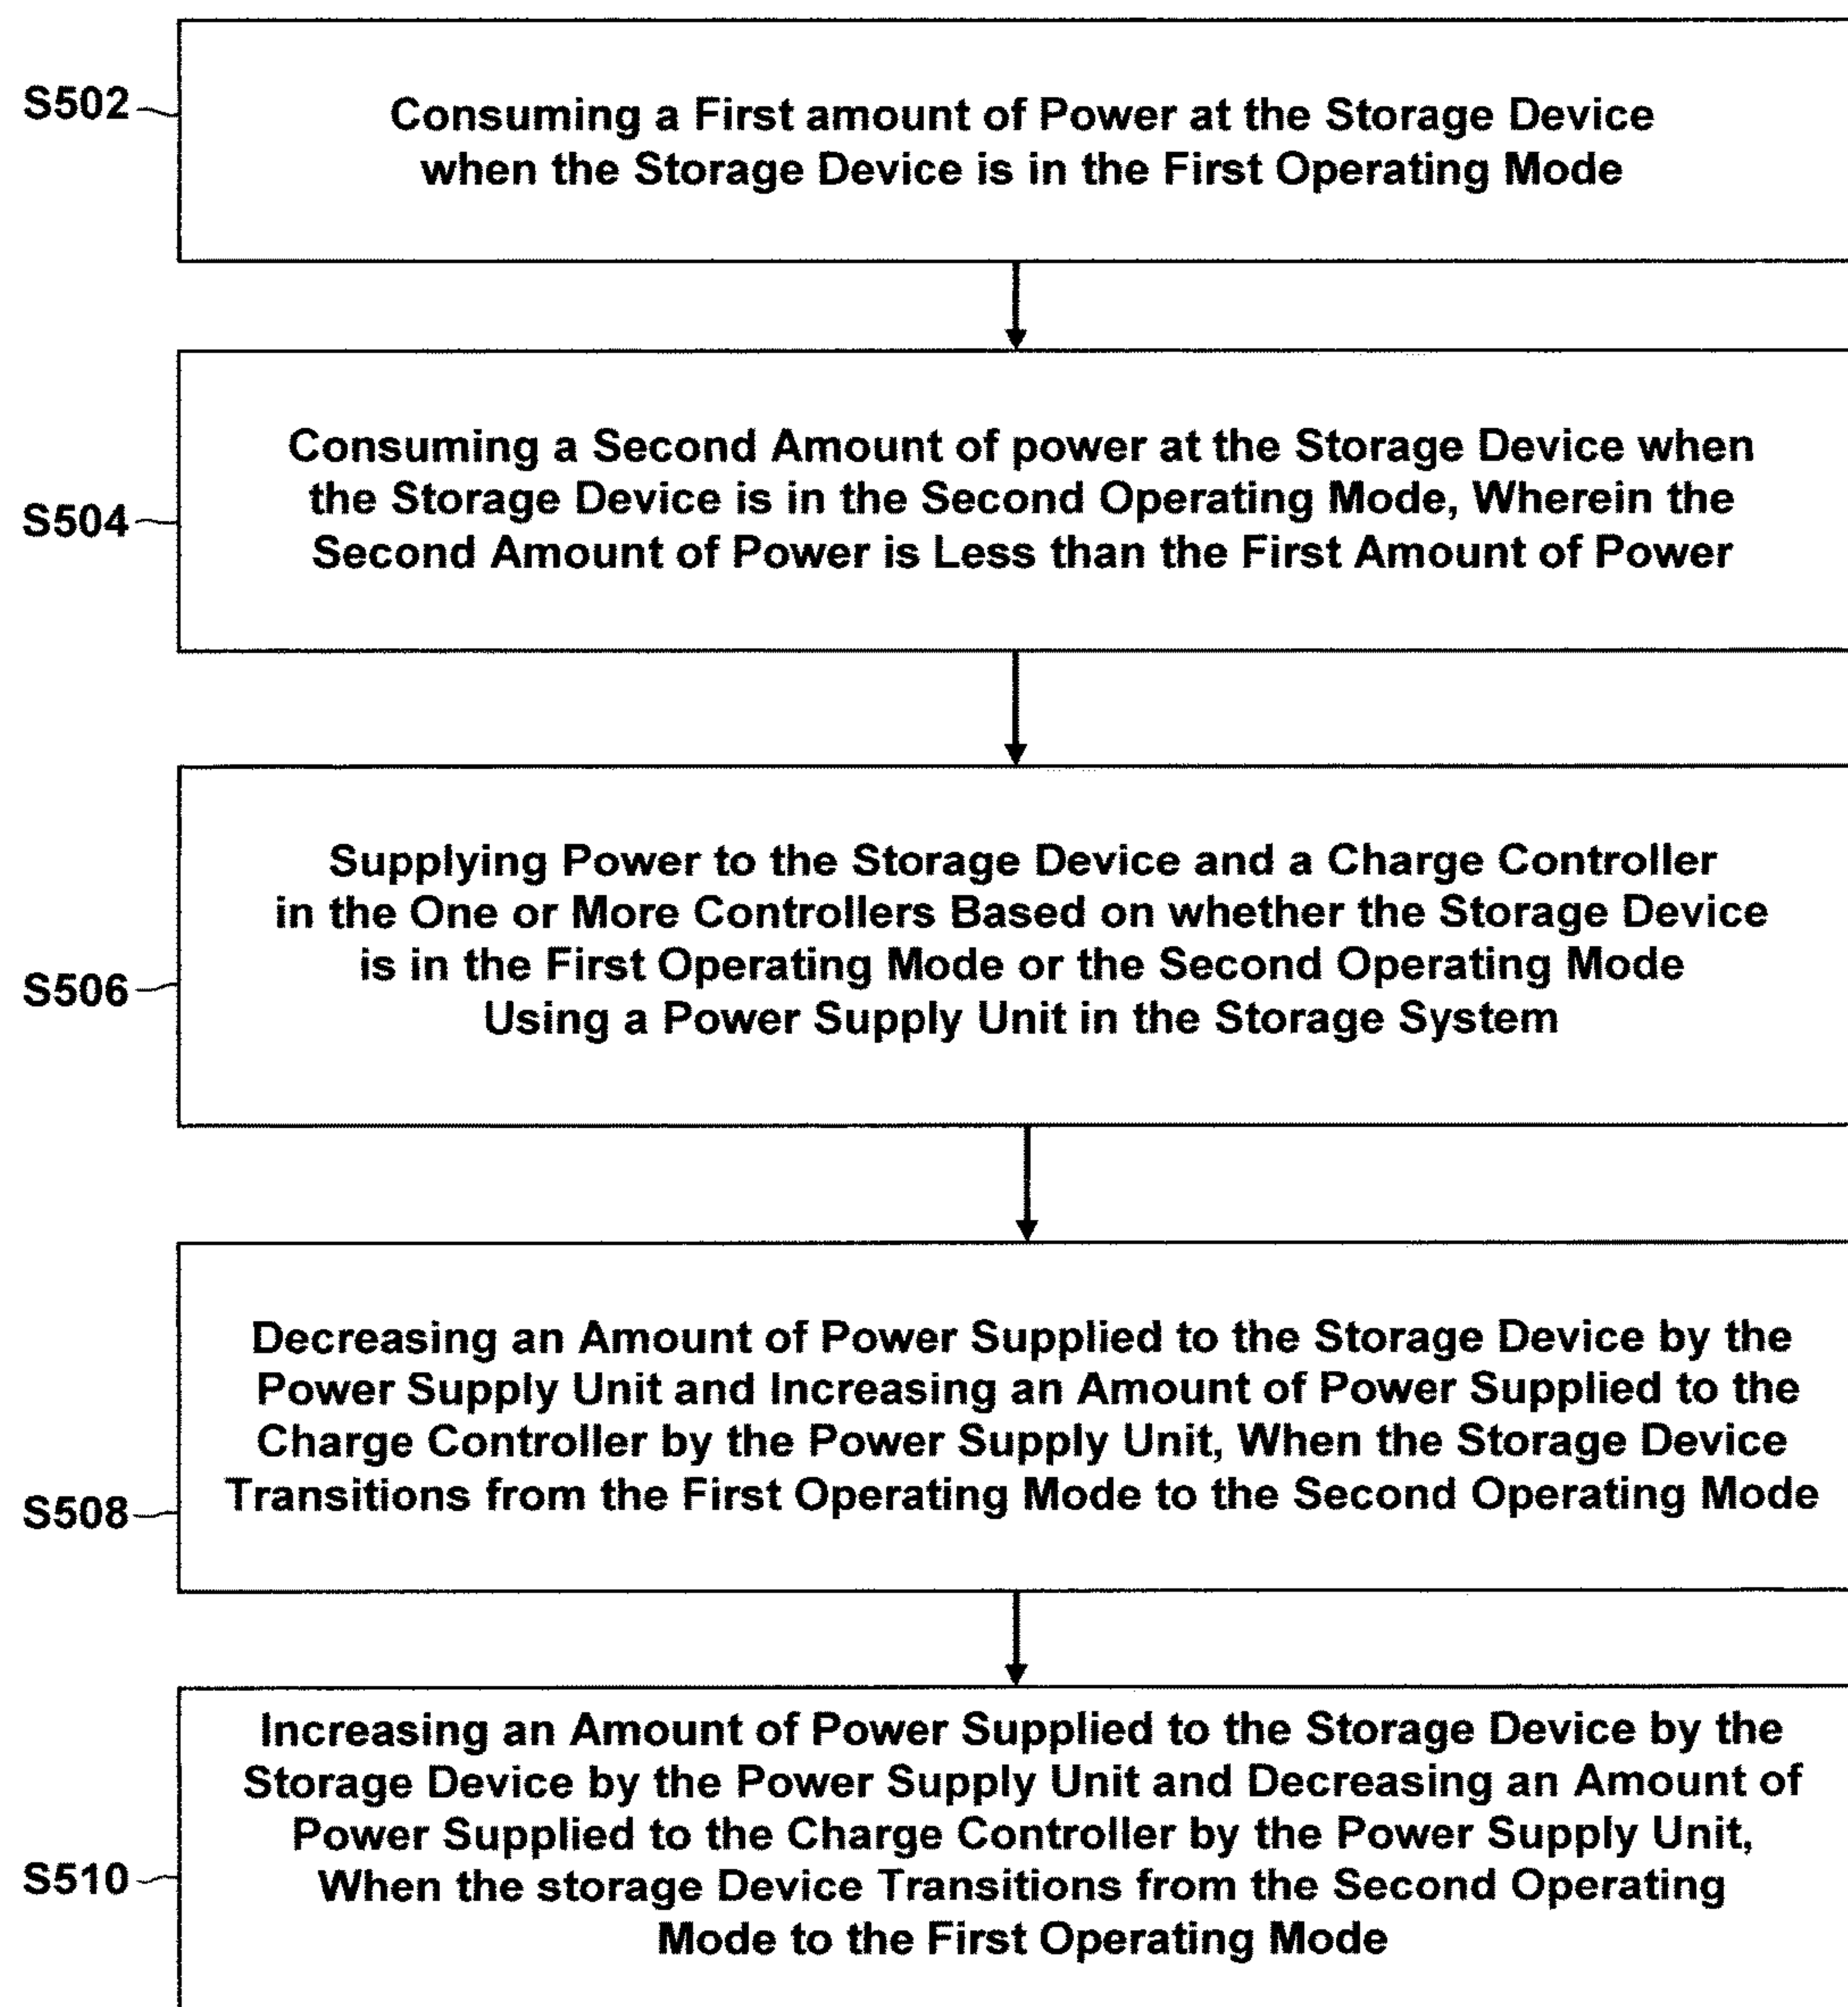 S502
Consuming a First amount of Power at the Storage Device
when the Storage Device is in the First Operating Mode
S504
Consuming a Second Amount of power at the Storage Device when
the Storage Device is in the Second Operating Mode, Wherein the
Second Amount of Power is Less than the First Amount of Power
S506
Supplying Power to the Storage Device and a Charge Controller
in the One or More Controllers Based on whether the Storage Device
is in the First Operating Mode or the Second Operating Mode
Using a Power Supply Unit in the Storage System
S508
Decreasing an Amount of Power Supplied to the Storage Device by the
Power Supply Unit and Increasing an Amount of Power Supplied to the
Charge Controller by the Power Supply Unit, When the Storage Device
Transitions from the First Operating Mode to the Second Operating Mode
S510
Increasing an Amount of Power Supplied to the Storage Device by the
Storage Device by the Power Supply Unit and Decreasing an Amount of
Power Supplied to the Charge Controller by the Power Supply Unit,
When the storage Device Transitions from the Second Operating
Mode to the First Operating Mode